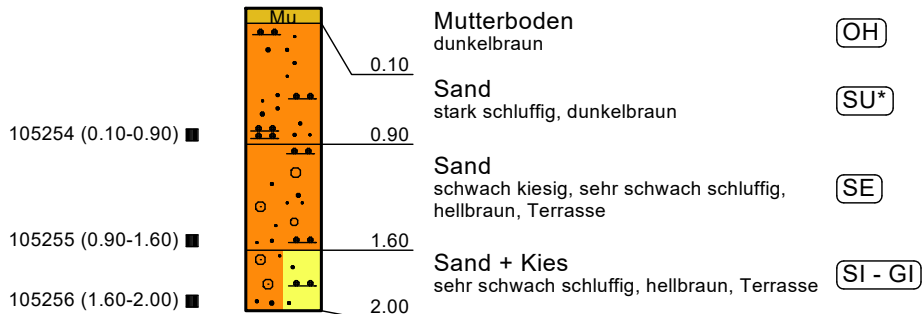 Mu
Mutterboden
dunkelbraun
OH
0.10
Sand
stark schluffig, dunkelbraun
SU*
105254 (0.10-0.90)
0.90
Sand
schwach kiesig, sehr schwach schluffig,
hellbraun, Terrasse
SE
105255 (0.90-1.60)
1.60
Sand + Kies
sehr schwach schluffig, hellbraun, Terrasse
SI - GI
105256 (1.60-2.00)
2.00